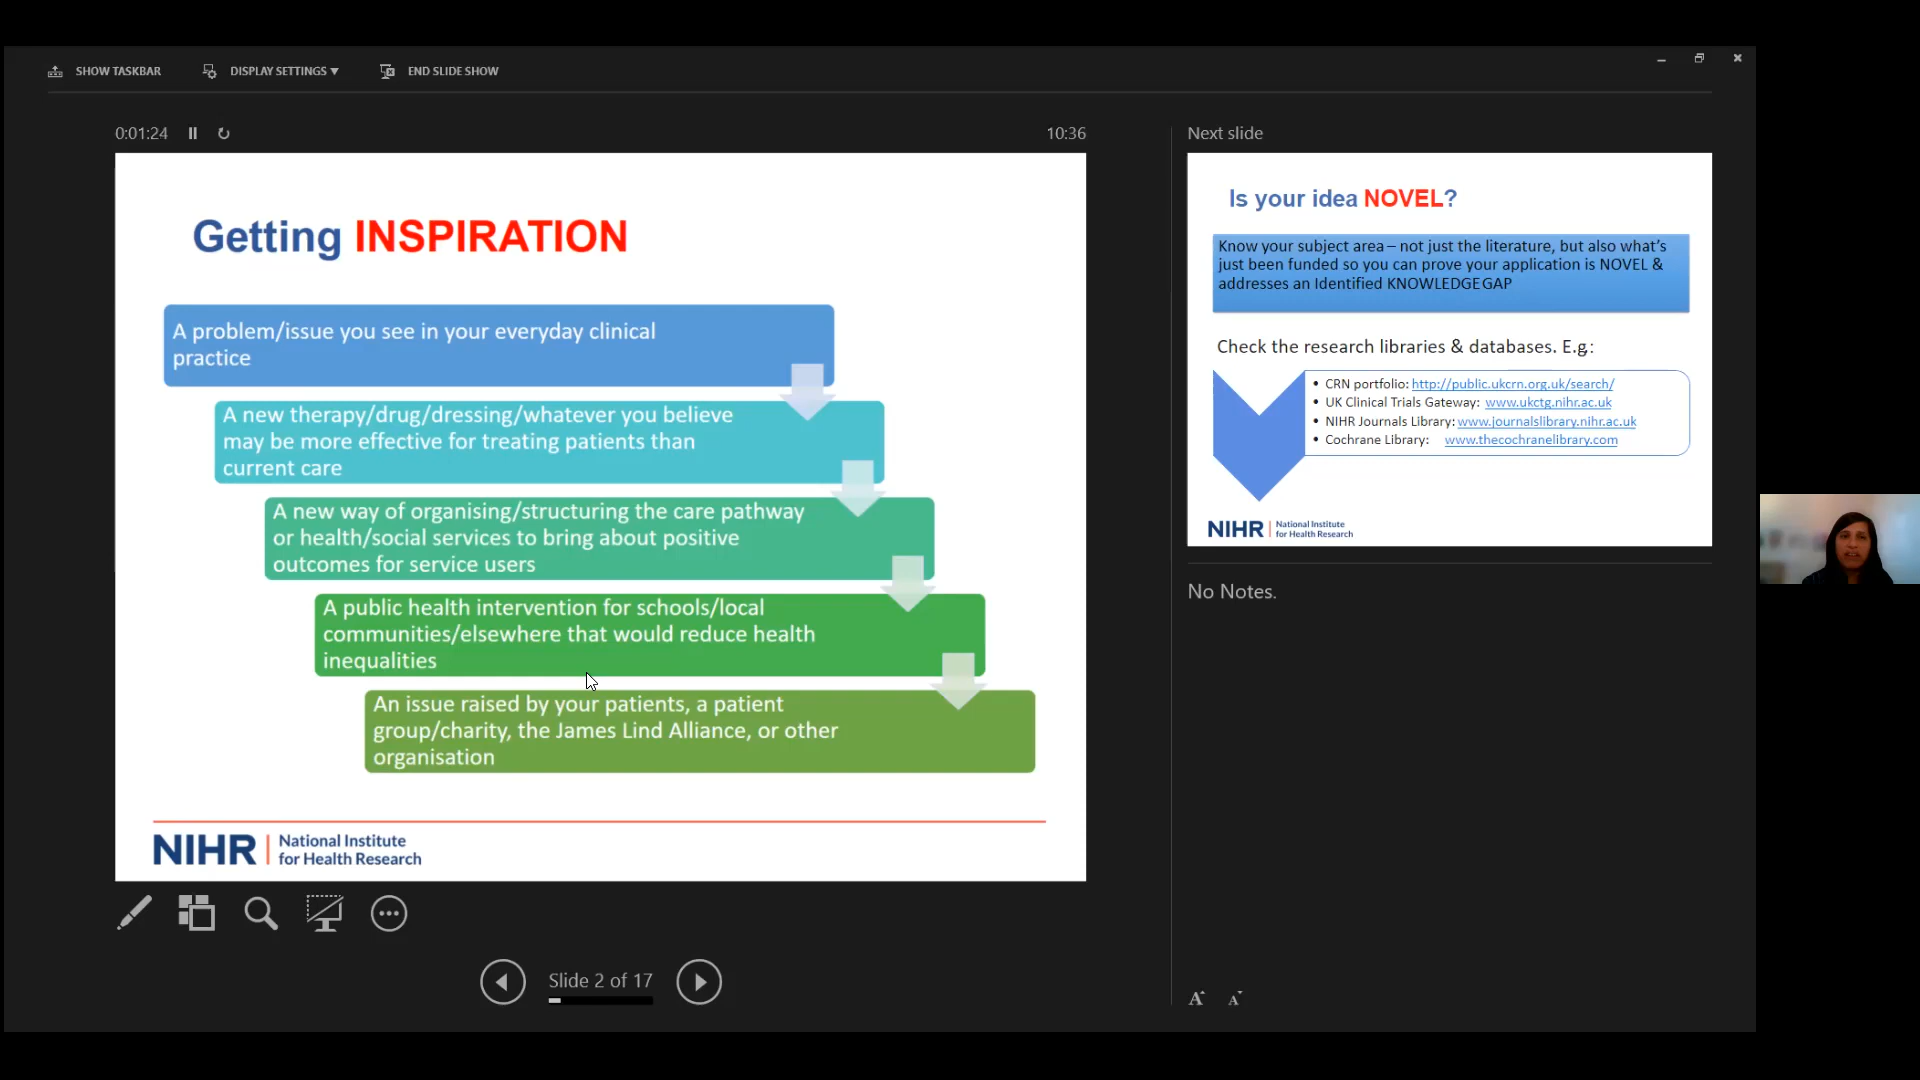 SHOW TASKBAR
DISPLAY SETTINGS ▾
END SLIDE SHOW
0:01:24
10:36
Getting INSPIRATION
A problem/issue you see in your everyday clinical
practice
A new therapy/drug/dressing/whatever you believe
may be more effective for treating patients than
current care
A new way of organising/structuring the care pathway
or health/social services to bring about positive
outcomes for service users
A public health intervention for schools/local
communities/elsewhere that would reduce health
inequalities
An issue raised by your patients, a patient
group/charity, the James Lind Alliance, or other
organisation
NIHR | National Institute
for Health Research
Slide 2 of 17
Next slide
Is your idea NOVEL?
Know your subject area – not just the literature, but also what's
just been funded so you can prove your application is NOVEL &
addresses an Identified KNOWLEDGE GAP
Check the research libraries & databases. E.g.:
• CRN portfolio: http://public.ukcrn.org.uk/search/
• UK Clinical Trials Gateway: www.ukctg.nihr.ac.uk
• NIHR Journals Library: www.journalslibrary.nihr.ac.uk
• Cochrane Library: www.thecochranelibrary.com
NIHR | National Institute
for Health Research
No Notes.
A A